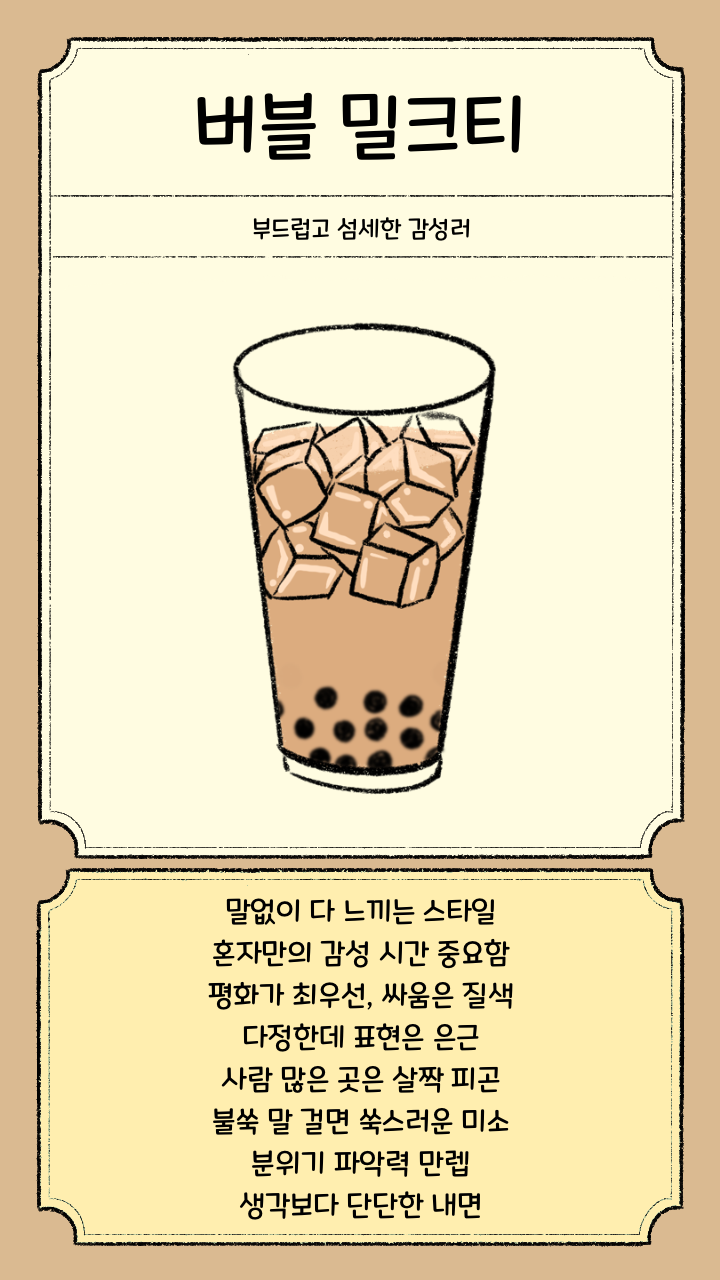 버블 밀크티
부드럽고 섬세한 감성러
말없이 다 느끼는 스타일
혼자만의 감성 시간 중요함
평화가 최우선, 싸움은 질색
다정한데 표현은 은근
사람 많은 곳은 살짝 피곤
불쑥 말 걸면 쑥스러운 미소
분위기 파악력 만렙
생각보다 단단한 내면